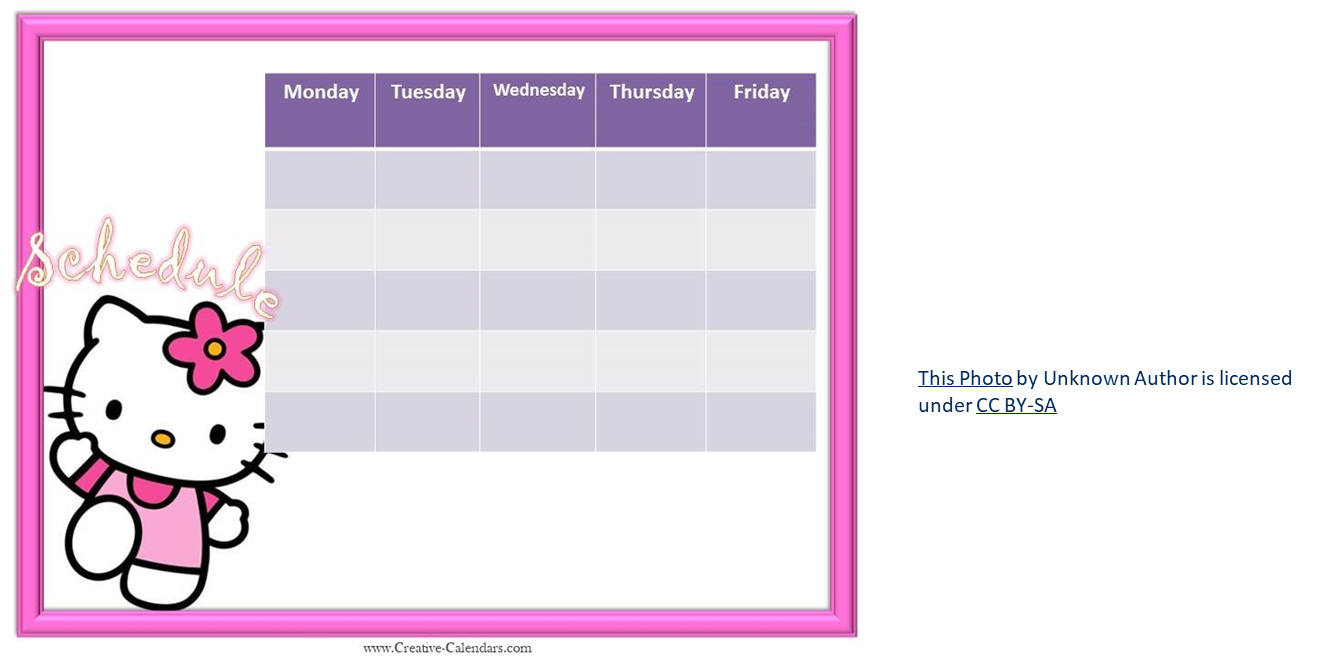 Monday Tuesday Wednesday Thursday Friday
schedule
This Photo by Unknown Author is licensed
under CC BY-SA
www.Creative-Calendars.com